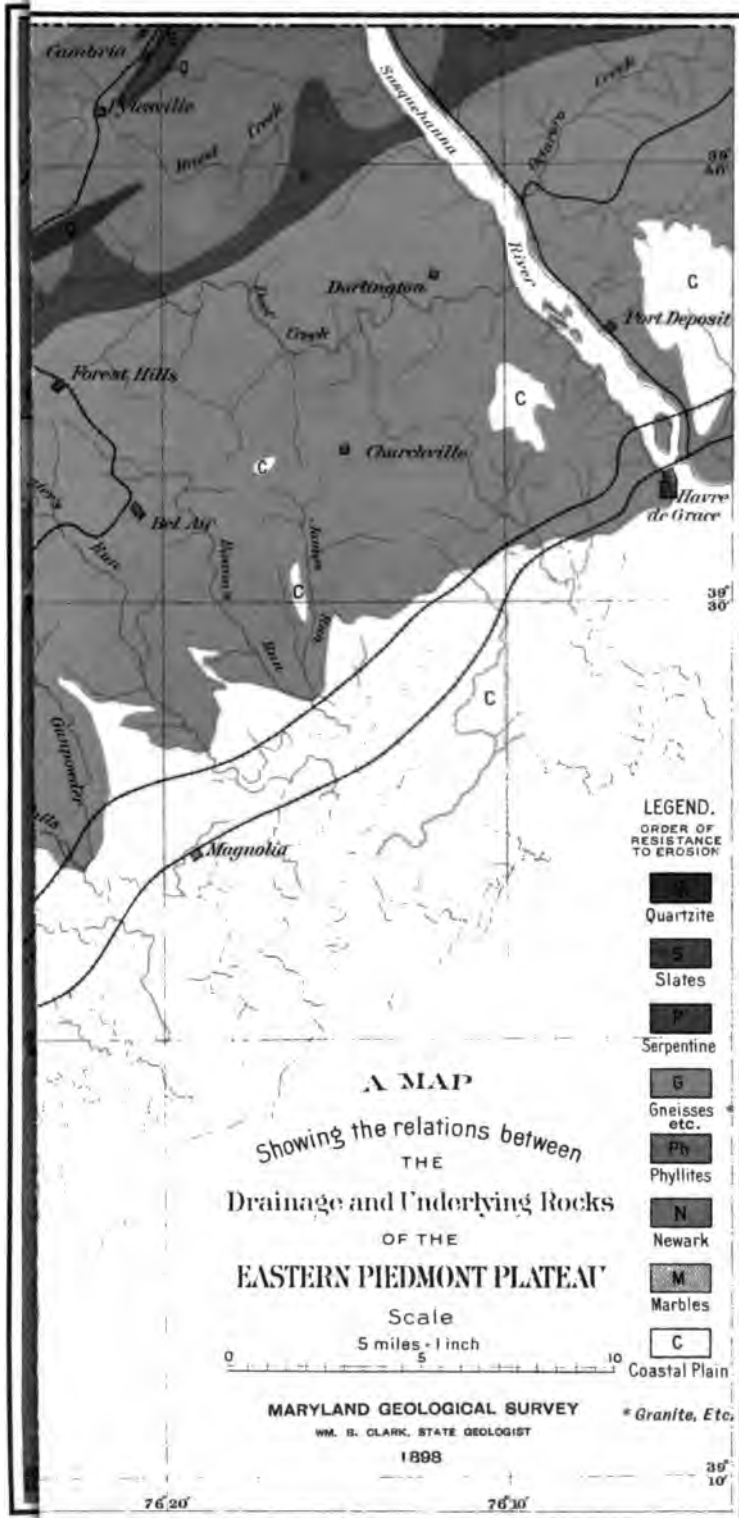 Cambria
Q
Pylesville
Broad Creek
Susquehanna
River
Octoraro Creek
39°
Q
C
Darlington
Deer
Creek
Port Deposit
Forest Hills
C
C
Churchville
Havre
de Grace
Bel Air
Run
James
Run
Run
C
39°
30'
C
Gunpowder
Falls
Magnolia
LEGEND.
ORDER OF
RESISTANCE
TO EROSION
Quartzite
S
Slates
P
Serpentine
G
Gneisses *
etc.
Ph
Phyllites
N
Newark
M
Marbles
C
Coastal Plain
* Granite, Etc.
A MAP
Showing the relations between
THE
Drainage and Underlying Rocks
OF THE
EASTERN PIEDMONT PLATEAU
Scale
5 miles - 1 inch
0 5 10
MARYLAND GEOLOGICAL SURVEY
WM. B. CLARK, STATE GEOLOGIST
1898
39°
10'
76°20'
76°10'